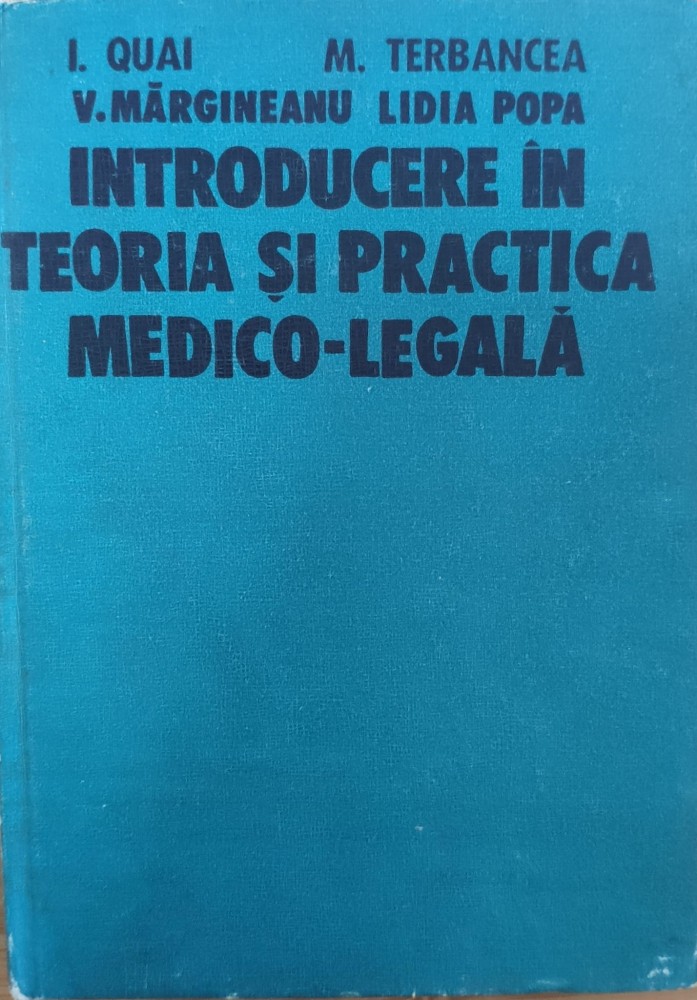 I. QUAI M. TERBANCEA
V. MĂRGINEANU LIDIA POPA
INTRODUCERE ÎN
TEORIA ȘI PRACTICA
MEDICO-LEGALĂ